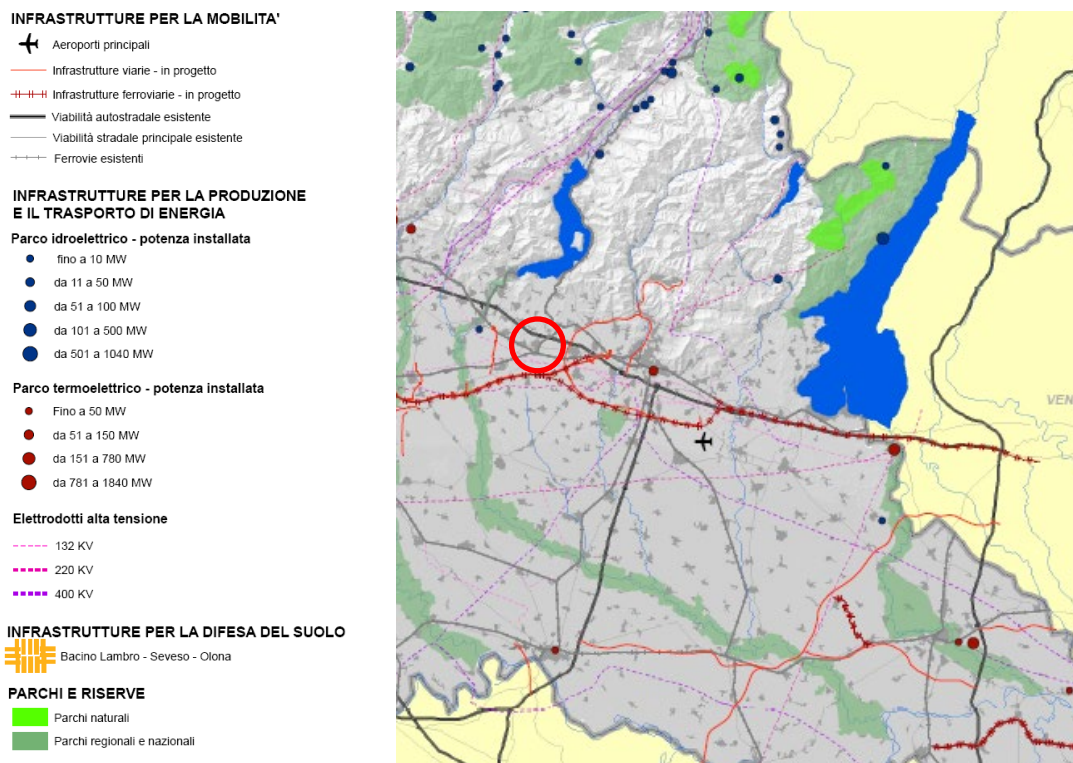 INFRASTRUTTURE PER LA MOBILITA'
Aeroporti principali
Infrastrutture viarie - in progetto
Infrastrutture ferroviarie - in progetto
Viabilità autostradale esistente
Viabilità stradale principale esistente
Ferrovie esistenti
INFRASTRUTTURE PER LA PRODUZIONE
E IL TRASPORTO DI ENERGIA
Parco idroelettrico - potenza installata
fino a 10 MW
da 11 a 50 MW
da 51 a 100 MW
da 101 a 500 MW
da 501 a 1040 MW
Parco termoelettrico - potenza installata
Fino a 50 MW
da 51 a 150 MW
da 151 a 780 MW
da 781 a 1840 MW
Elettrodotti alta tensione
132 KV
220 KV
400 KV
INFRASTRUTTURE PER LA DIFESA DEL SUOLO
Bacino Lambro - Seveso - Olona
PARCHI E RISERVE
Parchi naturali
Parchi regionali e nazionali
VEN